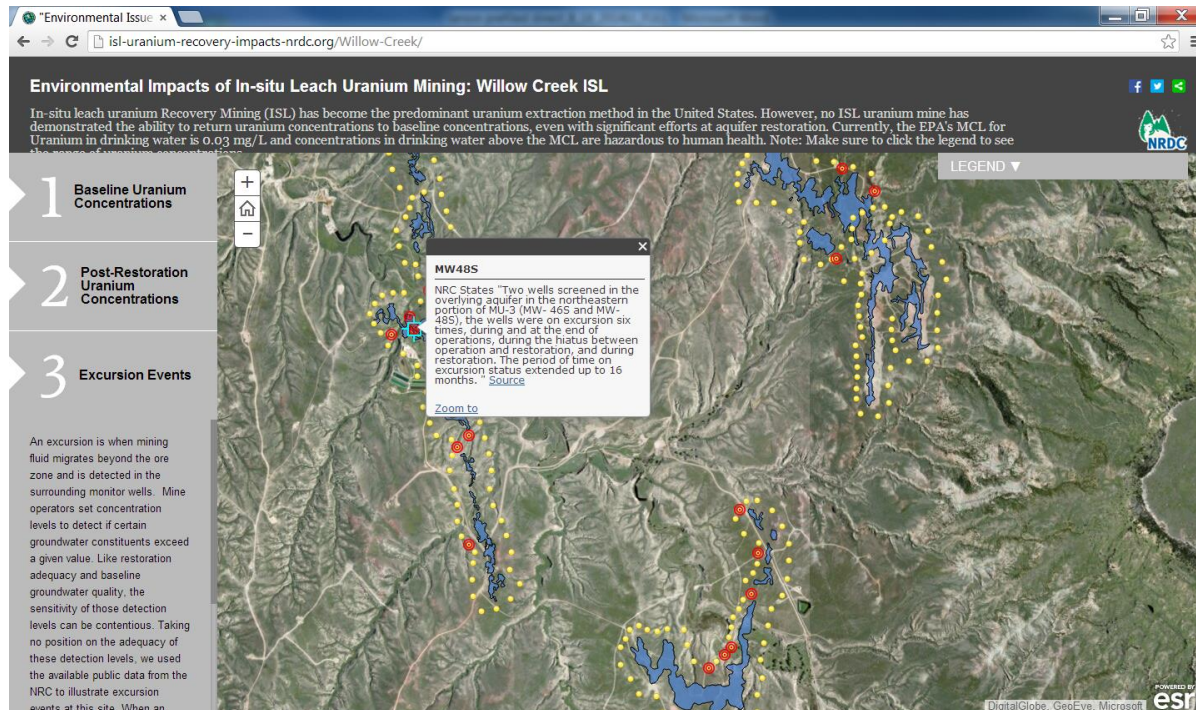 "Environmental Issue
isl-uranium-recovery-impacts-nrdc.org/Willow-Creek/
Environmental Impacts of In-situ Leach Uranium Mining: Willow Creek ISL
In-situ leach uranium Recovery Mining (ISL) has become the predominant uranium extraction method in the United States. However, no ISL uranium mine has
demonstrated the ability to return uranium concentrations to baseline concentrations, even with significant efforts at aquifer restoration. Currently, the EPA's MCL for
Uranium in drinking water is 0.03 mg/L and concentrations in drinking water above the MCL are hazardous to human health. Note: Make sure to click the legend to see
the range of uranium concentrations
NRDC
LEGEND ▼
1
Baseline Uranium
Concentrations
2
Post-Restoration
Uranium
Concentrations
3
Excursion Events
An excursion is when mining
fluid migrates beyond the ore
zone and is detected in the
surrounding monitor wells. Mine
operators set concentration
levels to detect if certain
groundwater constituents exceed
a given value. Like restoration
adequacy and baseline
groundwater quality, the
sensitivity of those detection
levels can be contentious. Taking
no position on the adequacy of
these detection levels, we used
the available public data from the
NRC to illustrate excursion
events at this site. When an
MW48S
NRC States "Two wells screened in the
overlying aquifer in the northeastern
portion of MU-3 (MW- 46S and MW-
48S), the wells were on excursion six
times, during and at the end of
operations, during the hiatus between
operation and restoration, and during
restoration. The period of time on
excursion status extended up to 16
months. " Source
Zoom to
DigitalGlobe, GeoEye, Microsoft
POWERED BY
esri